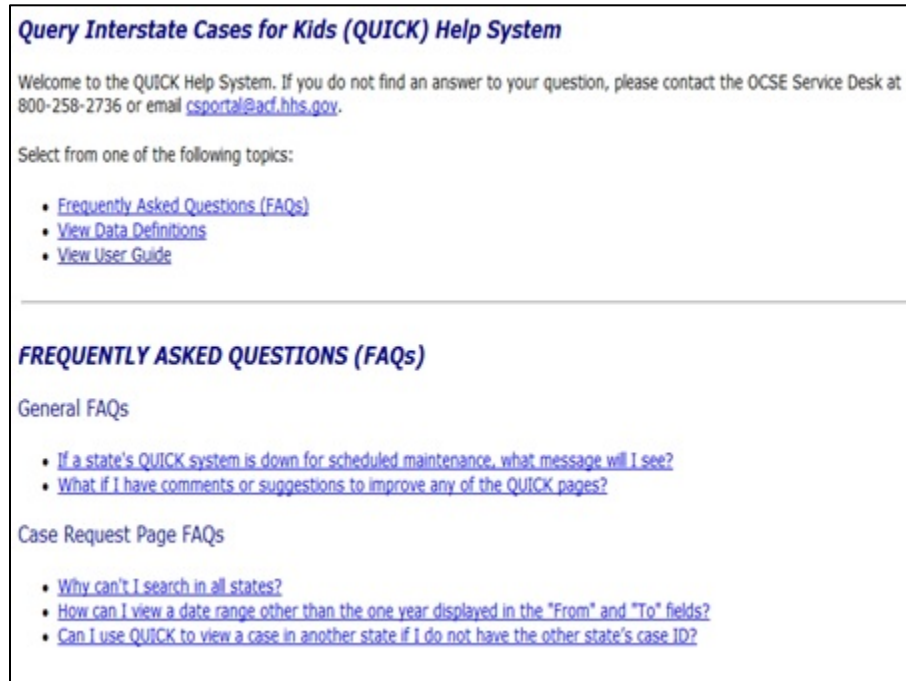 Query Interstate Cases for Kids (QUICK) Help System
Welcome to the QUICK Help System. If you do not find an answer to your question, please contact the OCSE Service Desk at
800-258-2736 or email csportal@acf.hhs.gov.
Select from one of the following topics:
• Frequently Asked Questions (FAQs)
• View Data Definitions
• View User Guide
FREQUENTLY ASKED QUESTIONS (FAQs)
General FAQs
• If a state's QUICK system is down for scheduled maintenance, what message will I see?
• What if I have comments or suggestions to improve any of the QUICK pages?
Case Request Page FAQs
• Why can't I search in all states?
• How can I view a date range other than the one year displayed in the "From" and "To" fields?
• Can I use QUICK to view a case in another state if I do not have the other state's case ID?